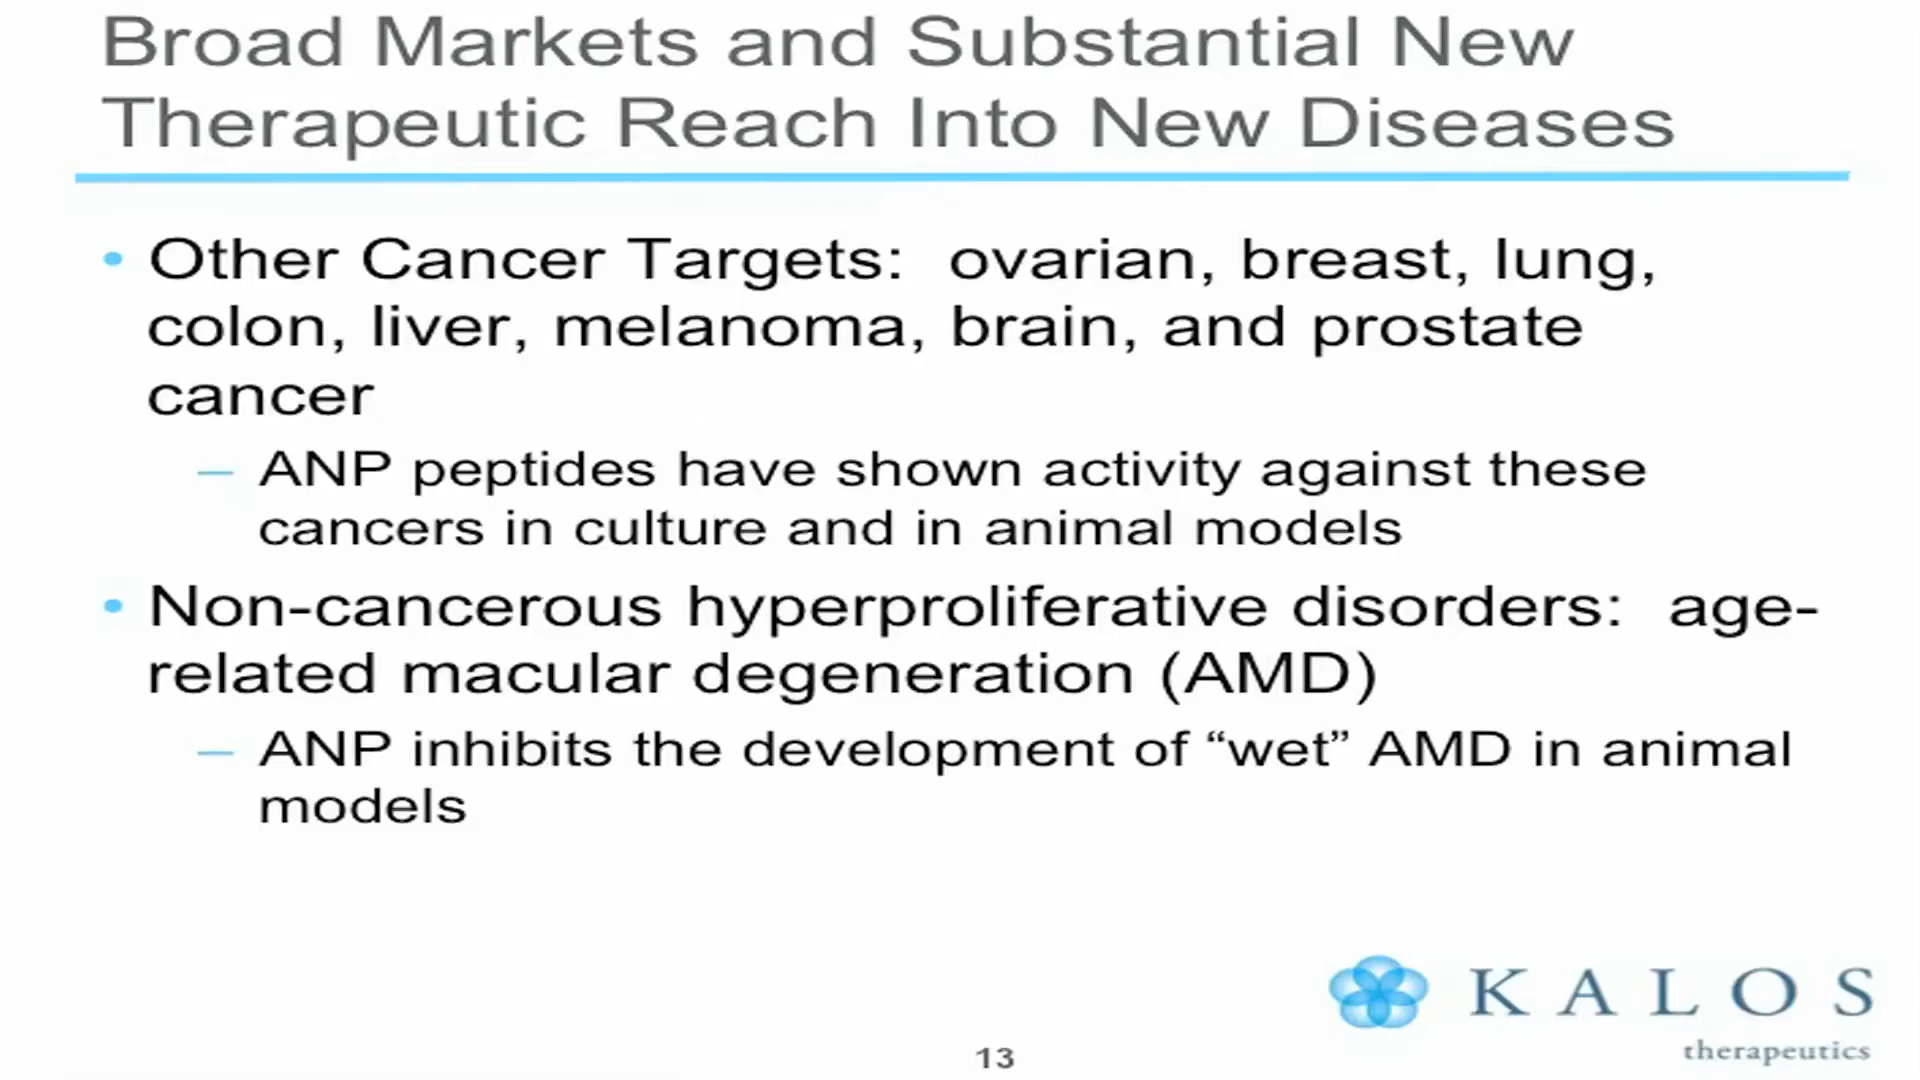 Broad Markets and Substantial New
Therapeutic Reach Into New Diseases
• Other Cancer Targets:  ovarian, breast, lung,
colon, liver, melanoma, brain, and prostate
cancer
– ANP peptides have shown activity against these
cancers in culture and in animal models
• Non-cancerous hyperproliferative disorders:  age-
related macular degeneration (AMD)
– ANP inhibits the development of “wet” AMD in animal
models
KALOS
therapeutics
13